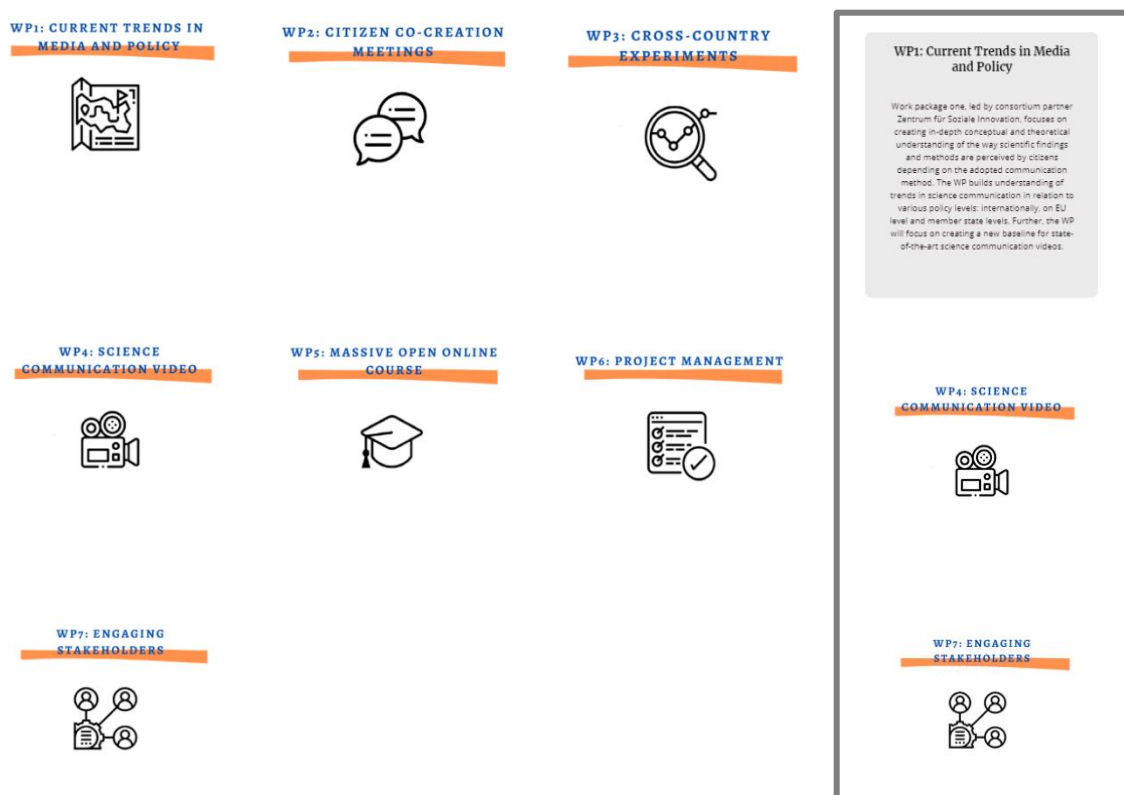 WP1: CURRENT TRENDS IN
MEDIA AND POLICY
WP2: CITIZEN CO-CREATION
MEETINGS
WP3: CROSS-COUNTRY
EXPERIMENTS
WP4: SCIENCE
COMMUNICATION VIDEO
WP5: MASSIVE OPEN ONLINE
COURSE
WP6: PROJECT MANAGEMENT
WP7: ENGAGING
STAKEHOLDERS
WP1: Current Trends in Media
and Policy
Work package one, led by consortium partner
Zentrum für Soziale Innovation, focuses on
creating in-depth conceptual and theoretical
understanding of the way scientific findings
and methods are perceived by citizens
depending on the adopted communication
method. The WP builds understanding of
trends in science communication in relation to
various policy levels: internationally, on EU
level and member state levels. Further, the WP
will focus on creating a new baseline for state-
of-the-art science communication videos.
WP4: SCIENCE
COMMUNICATION VIDEO
WP7: ENGAGING
STAKEHOLDERS